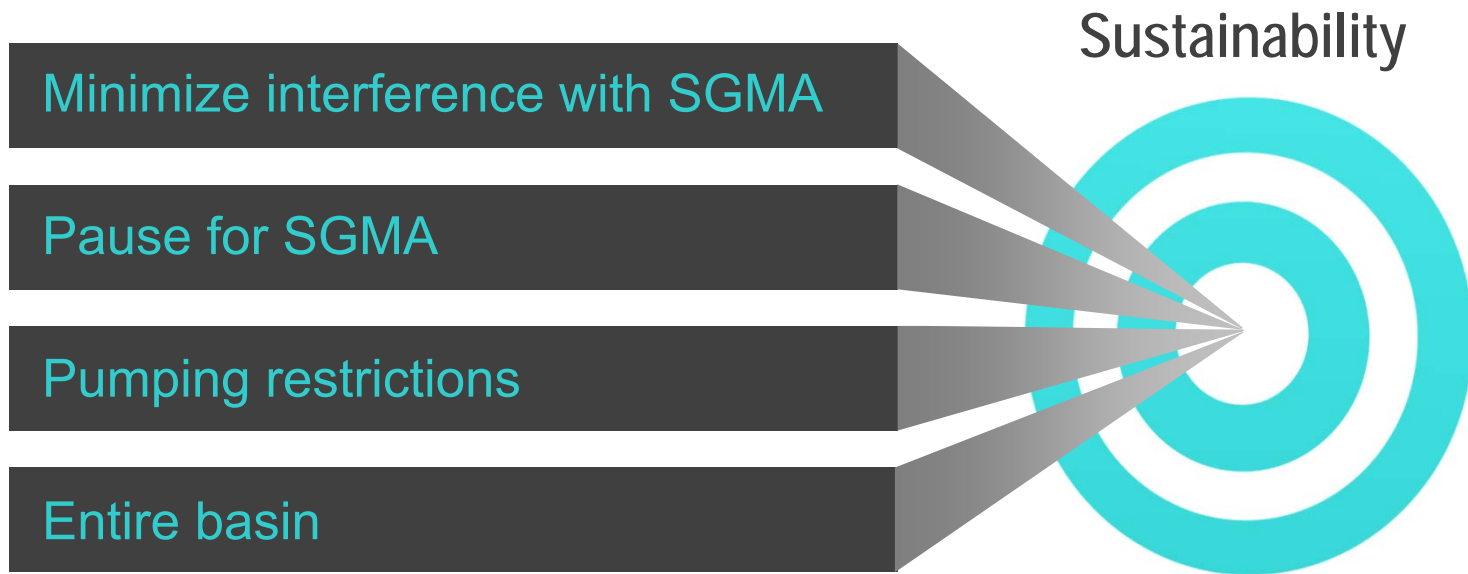 Sustainability
Minimize interference with SGMA
Pause for SGMA
Pumping restrictions
Entire basin